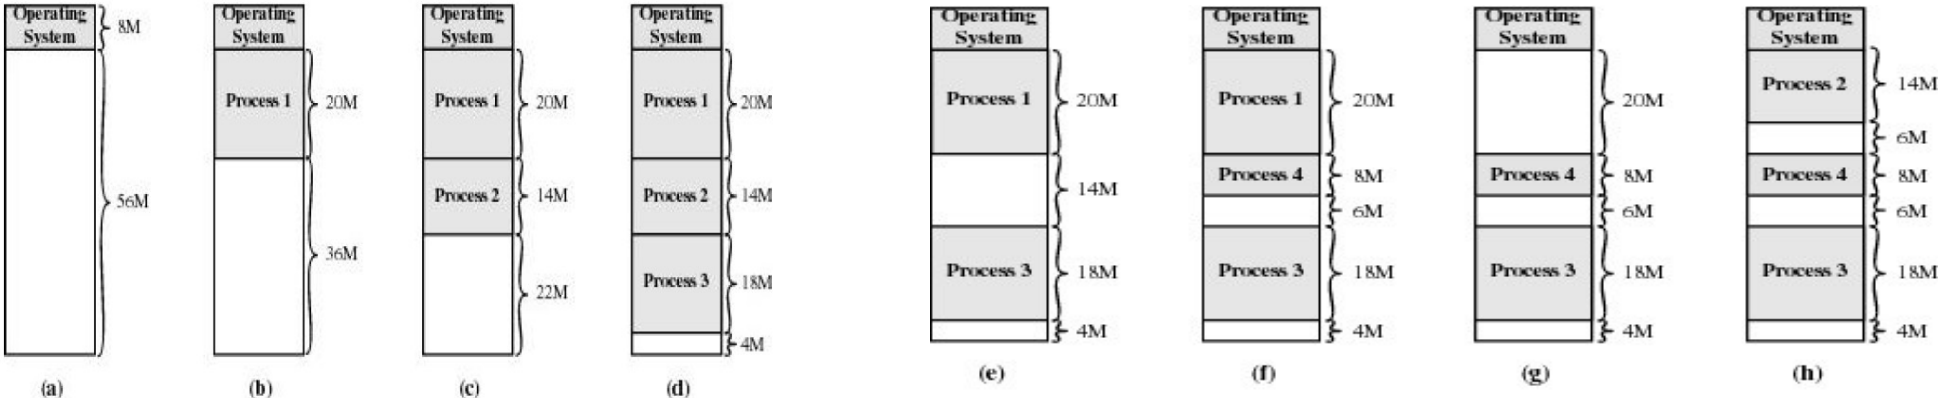 Operating
System
8M
56M
(a)
Operating
System
Process 1
20M
36M
(b)
Operating
System
Process 1
20M
Process 2
14M
22M
(c)
Operating
System
Process 1
20M
Process 2
14M
Process 3
18M
4M
(d)
Operating
System
Process 1
20M
14M
Process 3
18M
4M
(e)
Operating
System
Process 1
20M
Process 4
8M
6M
Process 3
18M
4M
(f)
Operating
System
20M
Process 4
8M
6M
Process 3
18M
4M
(g)
Operating
System
Process 2
14M
6M
Process 4
8M
6M
Process 3
18M
4M
(h)